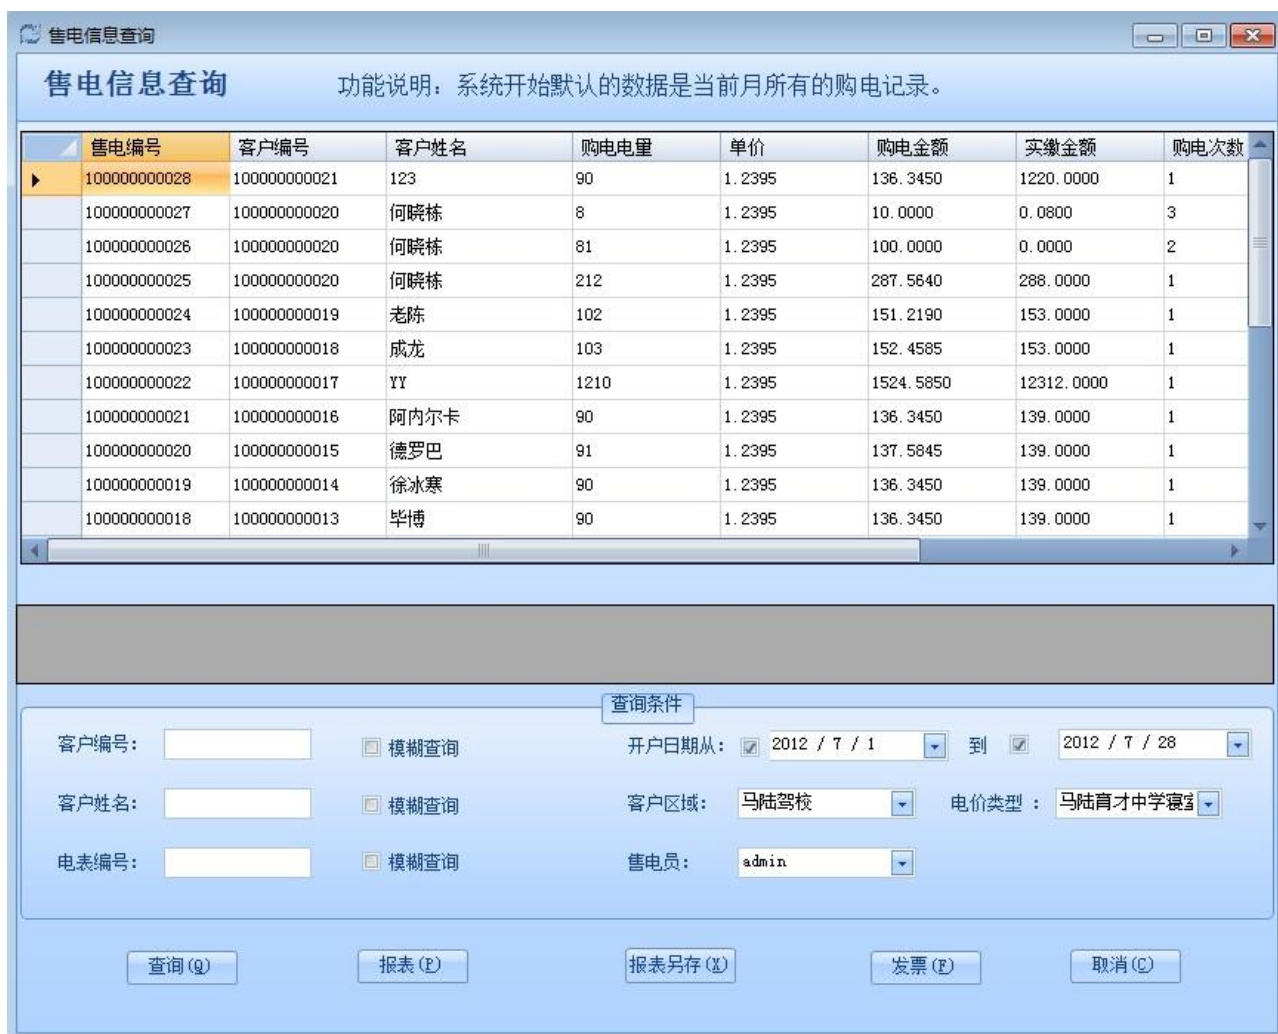 售电信息查询
售电信息查询 功能说明：系统开始默认的数据是当前月所有的购电记录。
售电编号 客户编号 客户姓名 购电电量 单价 购电金额 实缴金额 购电次数
100000000028 100000000021 123 90 1.2395 136.3450 1220.0000 1
100000000027 100000000020 何晓栋 8 1.2395 10.0000 0.0800 3
100000000026 100000000020 何晓栋 81 1.2395 100.0000 0.0000 2
100000000025 100000000020 何晓栋 212 1.2395 287.5640 288.0000 1
100000000024 100000000019 老陈 102 1.2395 151.2190 153.0000 1
100000000023 100000000018 成龙 103 1.2395 152.4585 153.0000 1
100000000022 100000000017 YY 1210 1.2395 1524.5850 12312.0000 1
100000000021 100000000016 阿内尔卡 90 1.2395 136.3450 139.0000 1
100000000020 100000000015 德罗巴 91 1.2395 137.5845 139.0000 1
100000000019 100000000014 徐冰寒 90 1.2395 136.3450 139.0000 1
100000000018 100000000013 毕博 90 1.2395 136.3450 139.0000 1
查询条件
客户编号： 模糊查询 开户日期从： 2012 / 7 / 1 到 2012 / 7 / 28
客户姓名： 模糊查询 客户区域： 马陆驾校 电价类型 ： 马陆育才中学寝室
电表编号： 模糊查询 售电员： admin
查询(Q) 报表(P) 报表另存(X) 发票(F) 取消(C)